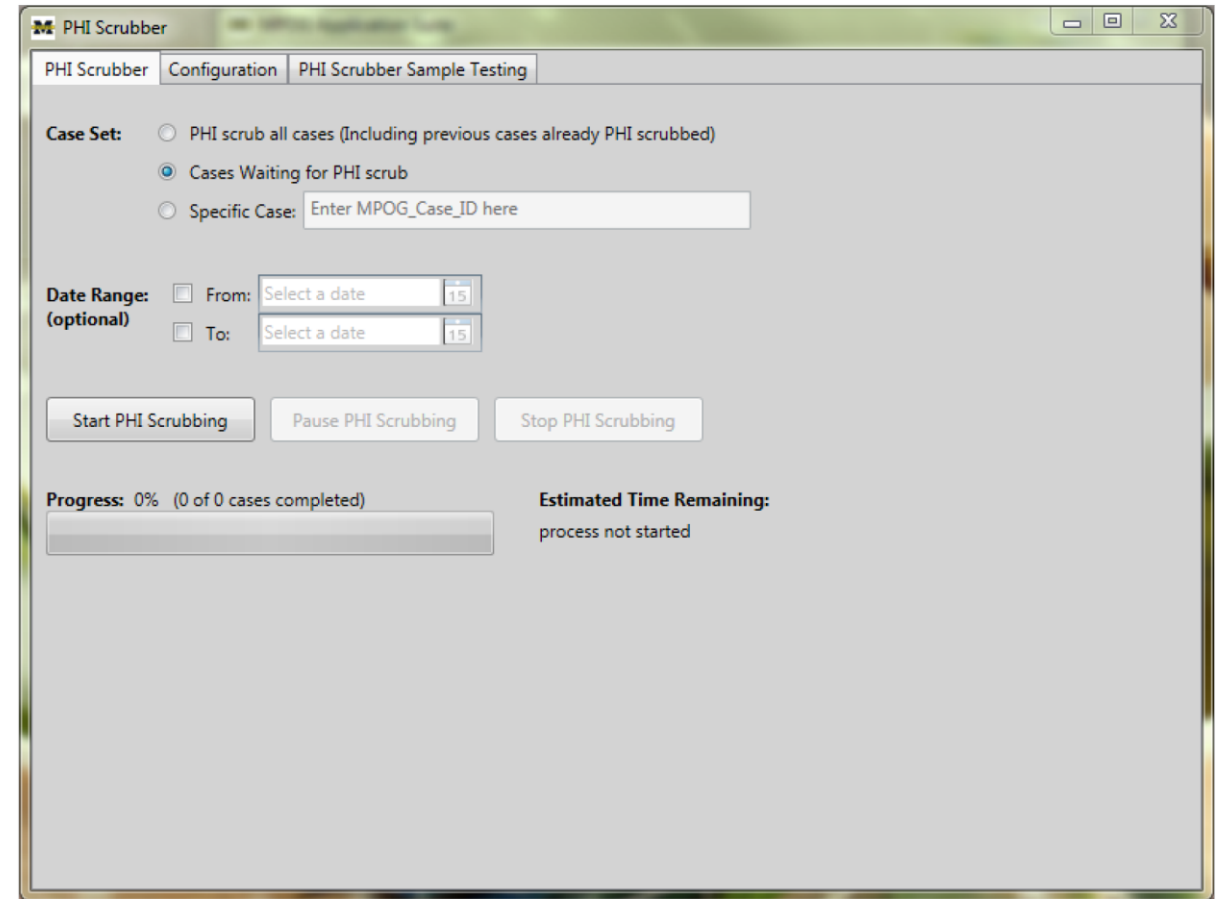 PHI Scrubber
PHI Scrubber Configuration PHI Scrubber Sample Testing
Case Set: PHI scrub all cases (Including previous cases already PHI scrubbed)
Cases Waiting for PHI scrub
Specific Case: Enter MPOG_Case_ID here
Date Range: From: Select a date 15
(optional) To: Select a date 15
Start PHI Scrubbing Pause PHI Scrubbing Stop PHI Scrubbing
Progress: 0% (0 of 0 cases completed) Estimated Time Remaining:
process not started